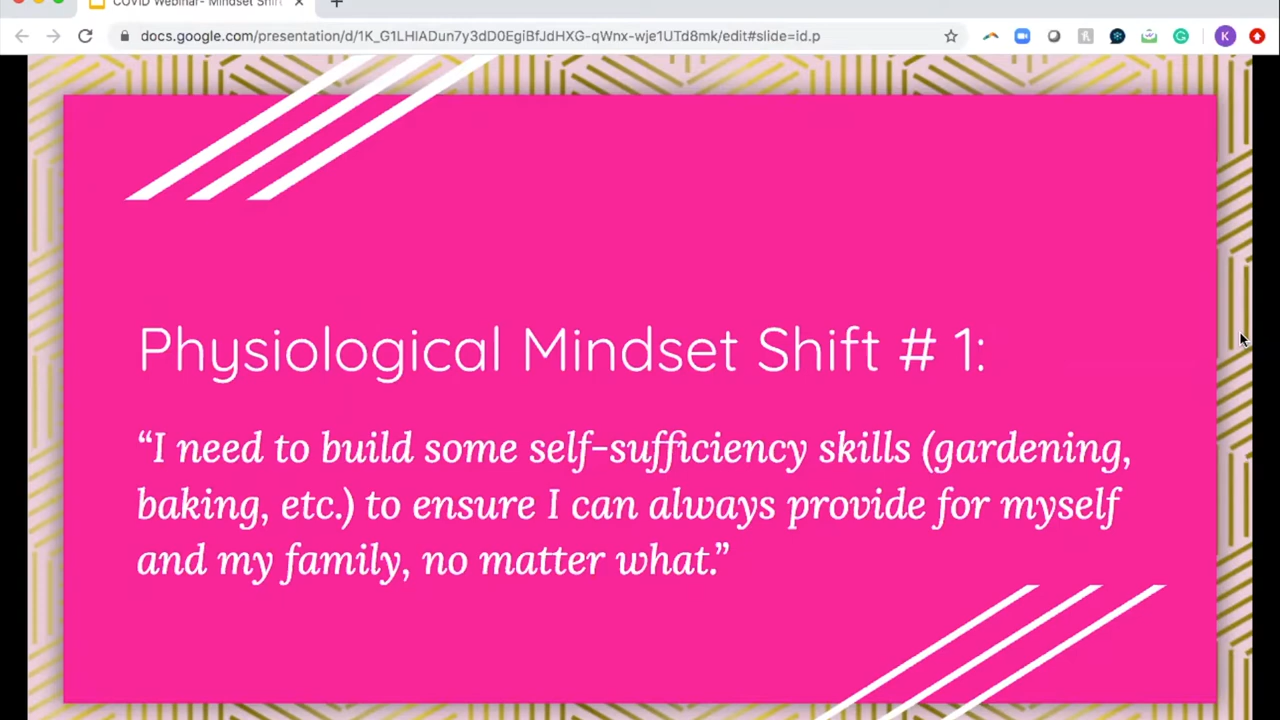 COVID Webinar- Mindset Shift
docs.google.com/presentation/d/1K_G1LHlADun7y3dD0EgiBfJdHXG-qWnx-wje1UTd8mk/edit#slide=id.p
K
Physiological Mindset Shift # 1:
“I need to build some self-sufficiency skills (gardening,
baking, etc.) to ensure I can always provide for myself
and my family, no matter what.”